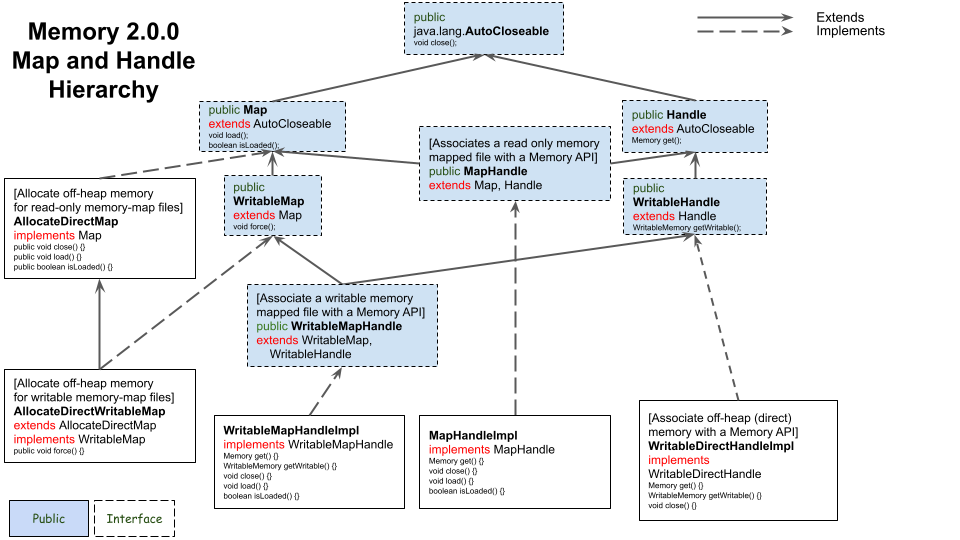 Memory 2.0.0
Map and Handle
Hierarchy
public
java.lang.AutoCloseable
void close();
Extends
Implements
public Map
extends AutoCloseable
void load();
boolean isLoaded();
[Associates a read only memory
mapped file with a Memory API]
public MapHandle
extends Map, Handle
public Handle
extends AutoCloseable
Memory get();
[Allocate off-heap memory
for read-only memory-map files]
AllocateDirectMap
implements Map
public void close() {}
public void load() {}
public boolean isLoaded() {}
public
WritableMap
extends Map
void force();
public
WritableHandle
extends Handle
WritableMemory getWritable();
[Associate a writable memory
mapped file with a Memory API]
public WritableMapHandle
extends WritableMap,
WritableHandle
[Allocate off-heap memory
for writable memory-map files]
AllocateDirectWritableMap
extends AllocateDirectMap
implements WritableMap
public void force() {}
WritableMapHandleImpl
implements WritableMapHandle
Memory get() {}
WritableMemory getWritable() {}
void close() {}
void load() {}
boolean isLoaded() {}
MapHandleImpl
implements MapHandle
Memory get() {}
void close() {}
void load() {}
boolean isLoaded() {}
[Associate off-heap (direct)
memory with a Memory API]
WritableDirectHandleImpl
implements
WritableDirectHandle
Memory get() {}
WritableMemory getWritable() {}
void close() {}
Public
Interface